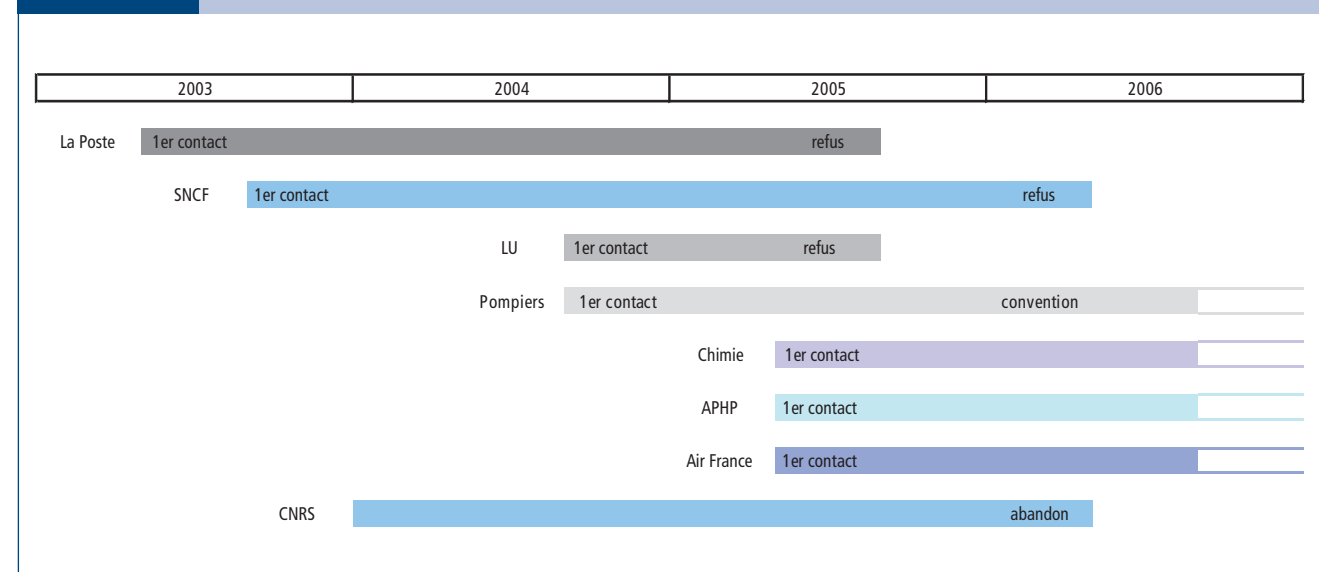 2003 2004 2005 2006
La Poste 1er contact refus
SNCF 1er contact refus
LU 1er contact refus
Pompiers 1er contact convention
Chimie 1er contact
APHP 1er contact
Air France 1er contact
CNRS abandon